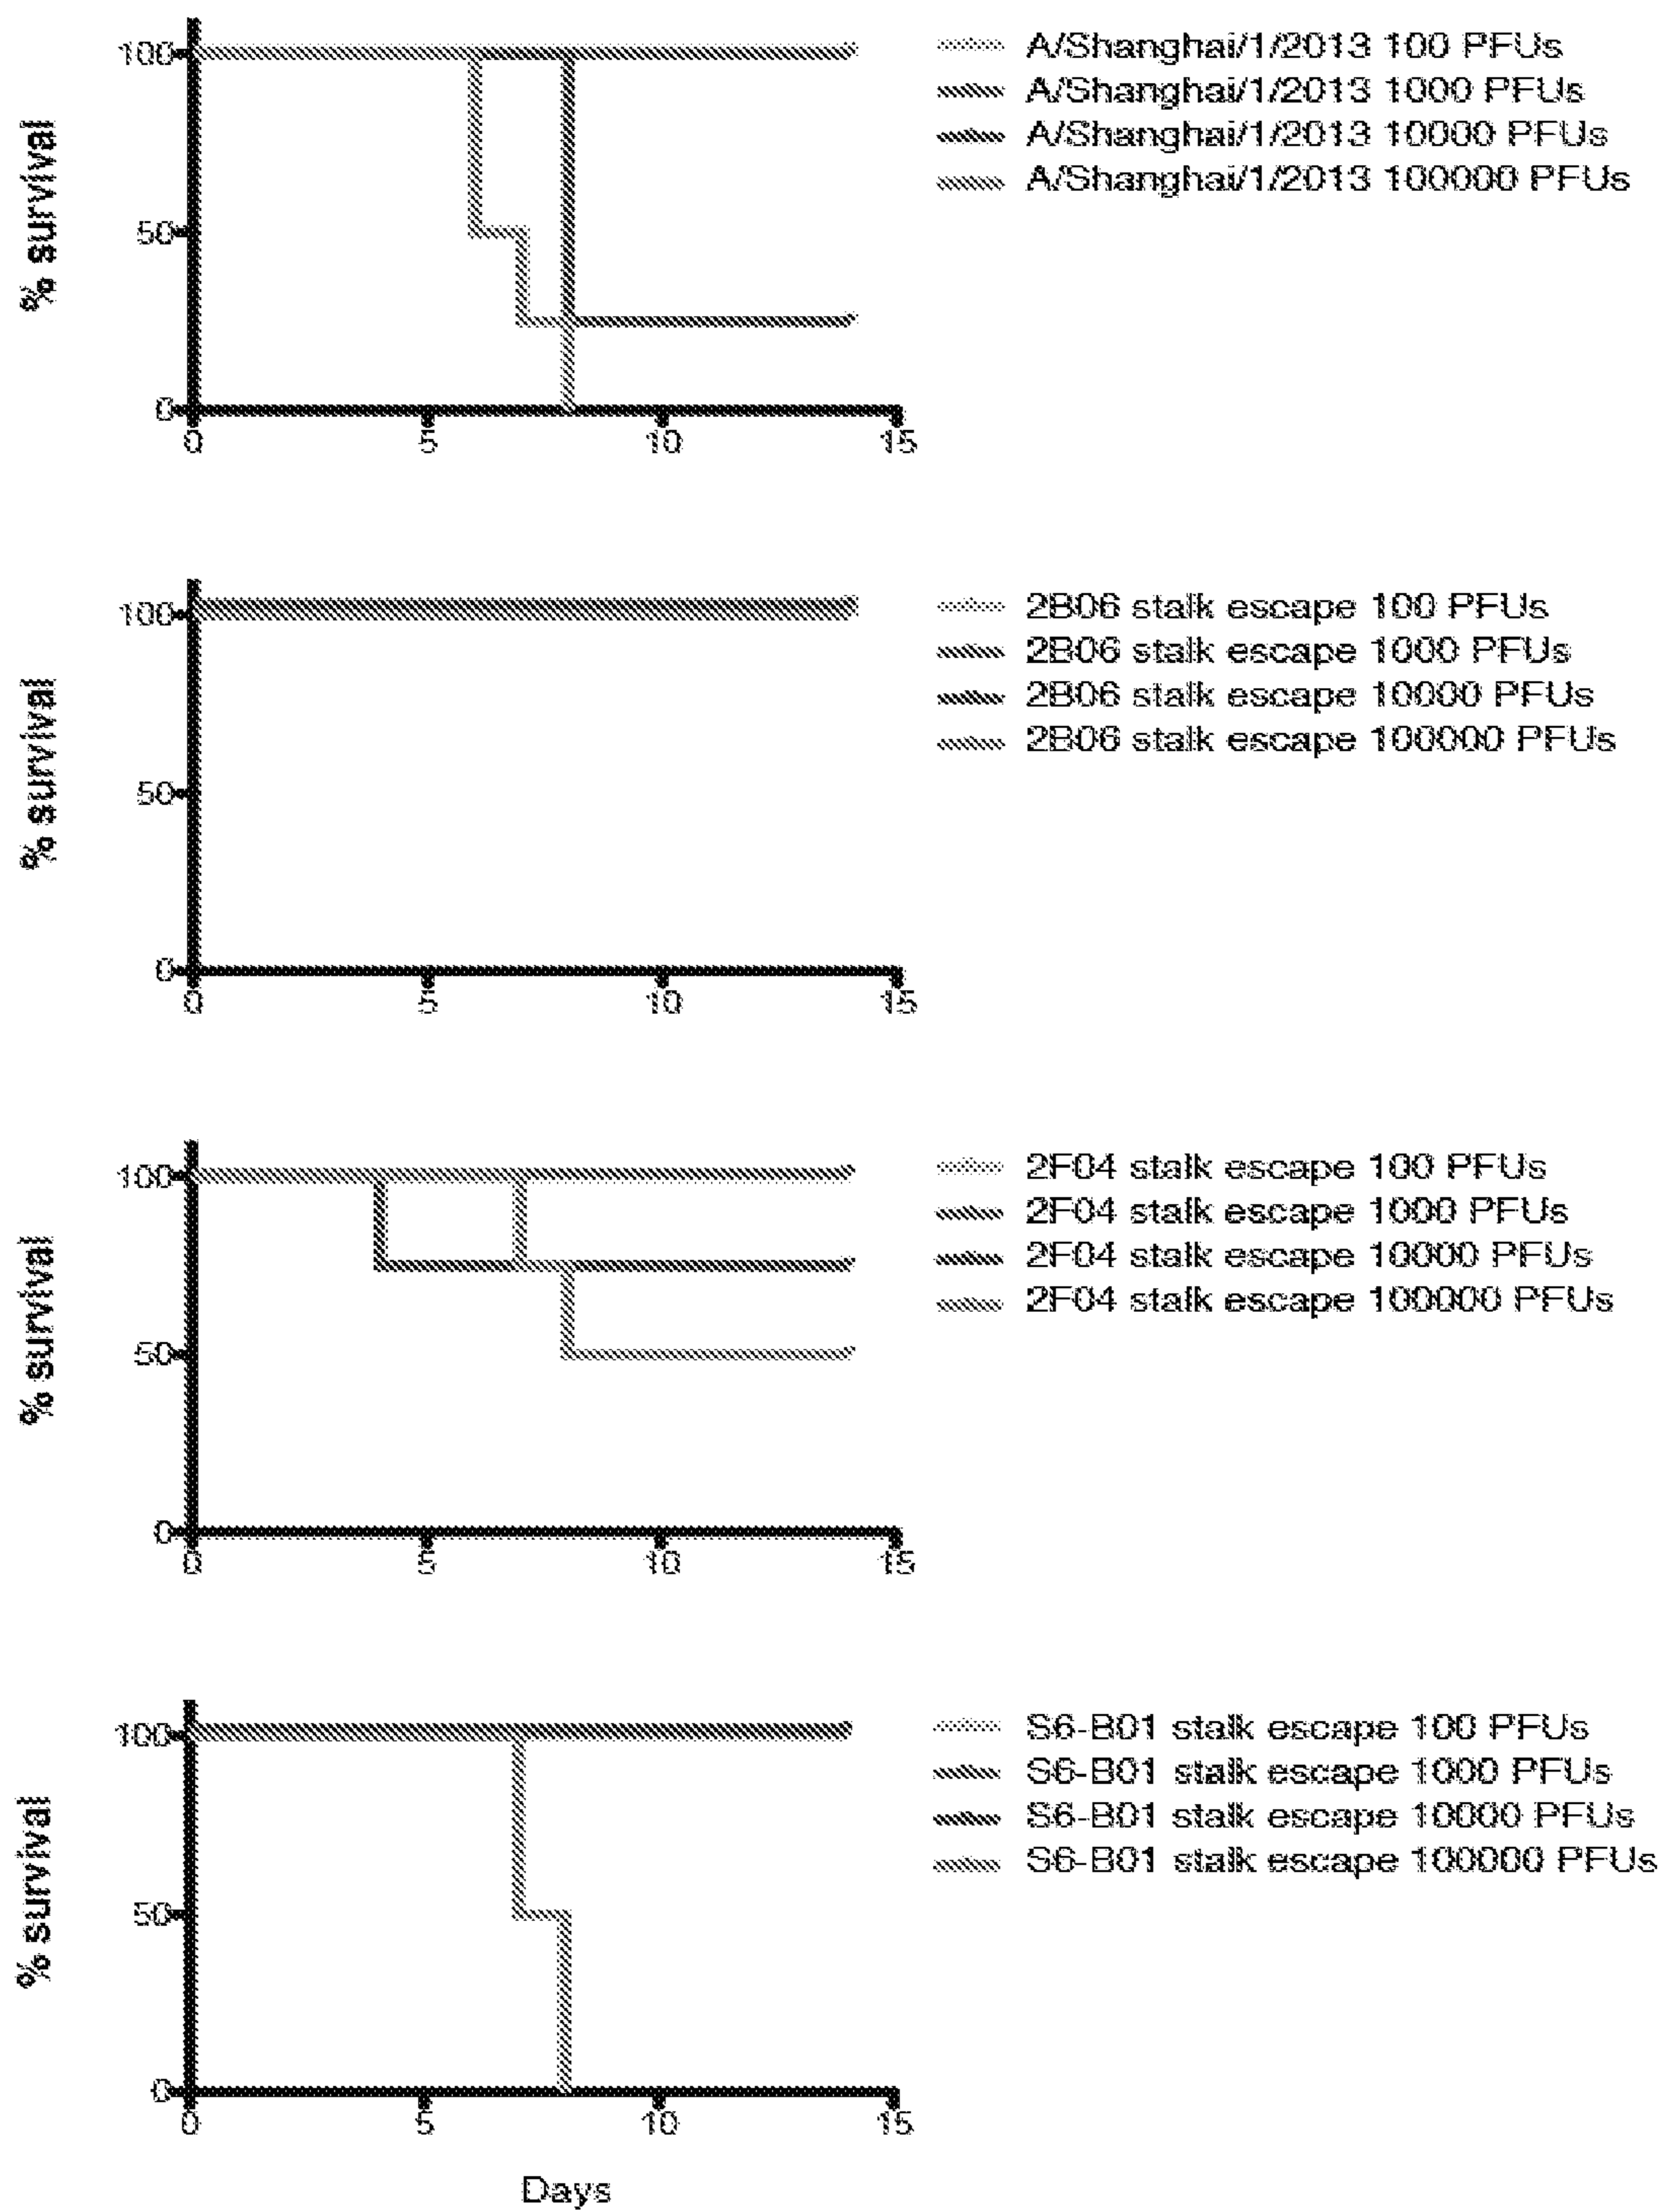 % survival
100
50
0
0 5 10 15
A/Shanghai/1/2013 100 PFUs
A/Shanghai/1/2013 1000 PFUs
A/Shanghai/1/2013 10000 PFUs
A/Shanghai/1/2013 100000 PFUs
% survival
100
50
0
0 5 10 15
2B06 stalk escape 100 PFUs
2B06 stalk escape 1000 PFUs
2B06 stalk escape 10000 PFUs
2B06 stalk escape 100000 PFUs
% survival
100
50
0
0 5 10 15
2F04 stalk escape 100 PFUs
2F04 stalk escape 1000 PFUs
2F04 stalk escape 10000 PFUs
2F04 stalk escape 100000 PFUs
% survival
100
50
0
0 5 10 15
S6-B01 stalk escape 100 PFUs
S6-B01 stalk escape 1000 PFUs
S6-B01 stalk escape 10000 PFUs
S6-B01 stalk escape 100000 PFUs
Days